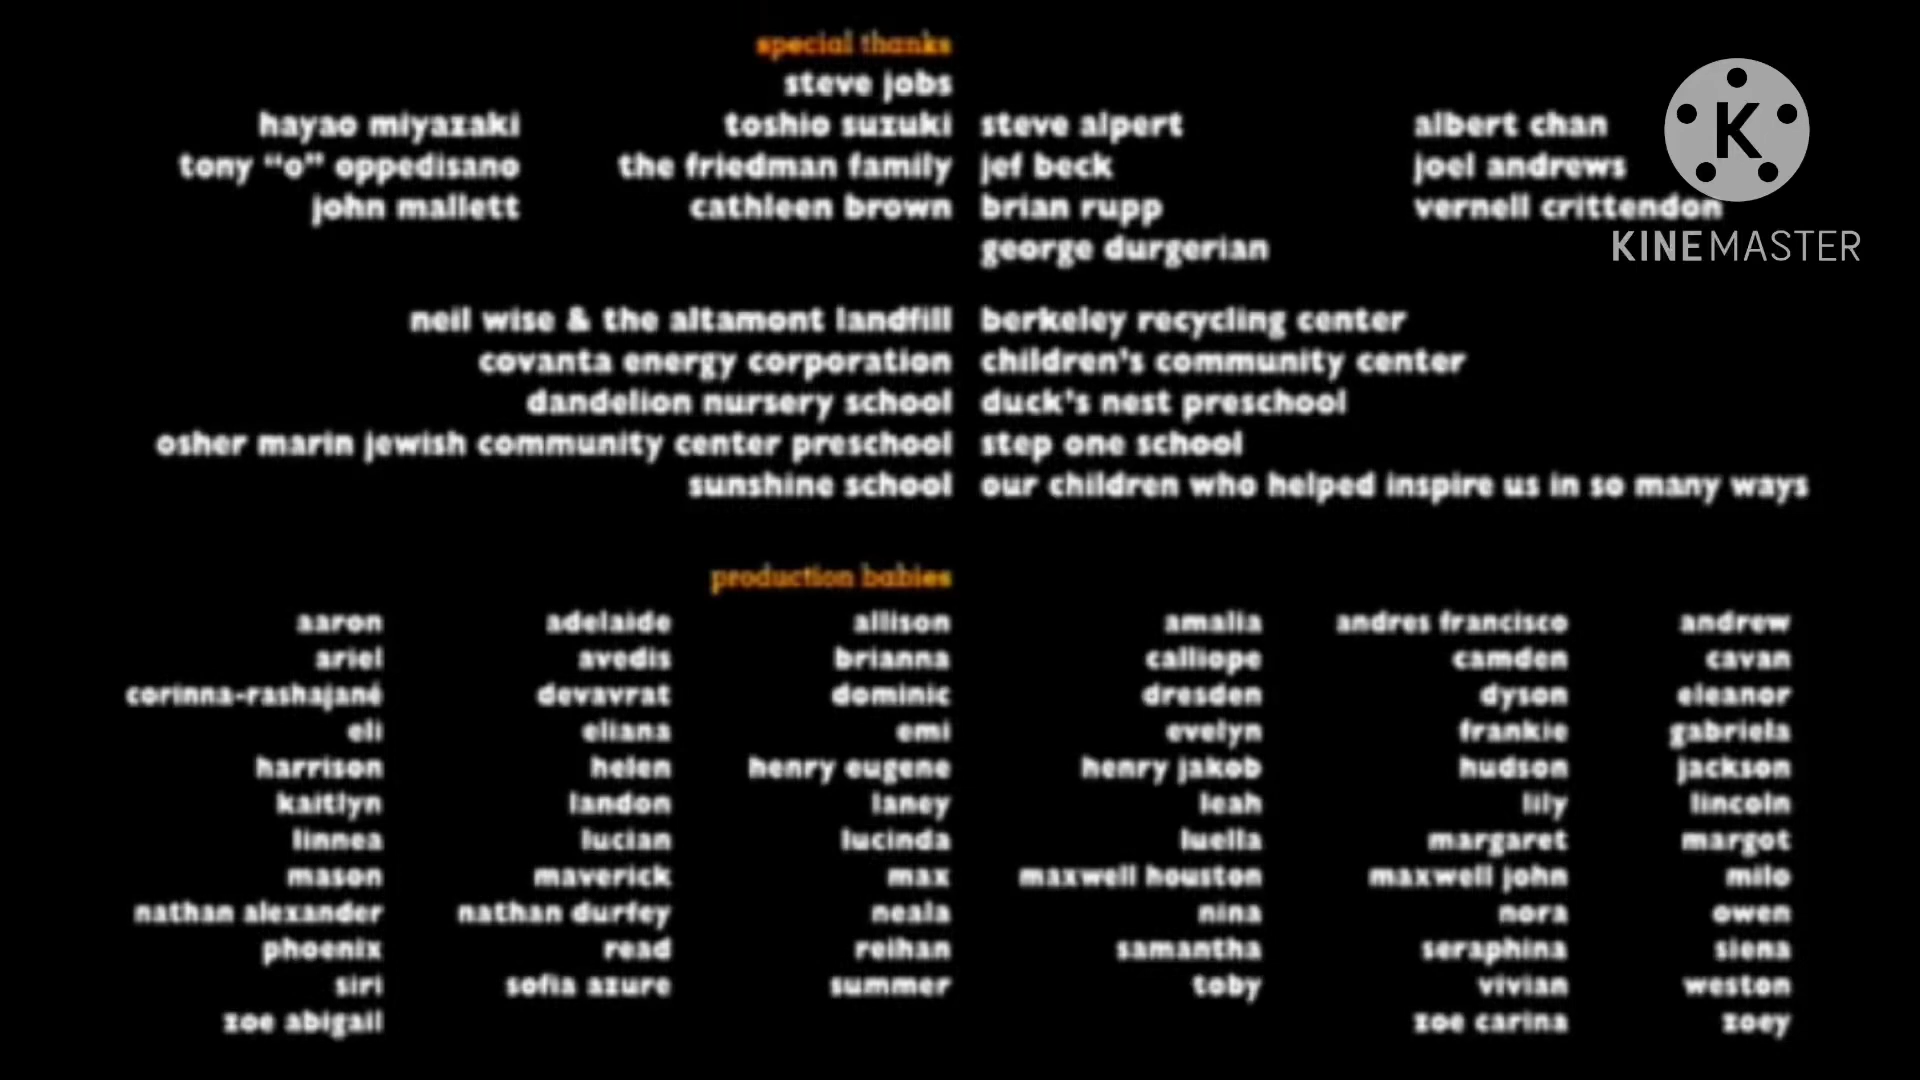 special thanks
steve jobs
hayao miyazaki toshio suzuki steve alpert albert chan
tony “o” oppedisano the friedman family jef beck joel andrews
john mallett cathleen brown brian rupp vernell crittendon
george durgerian
KINEMASTER
neil wise & the altamont landfill berkeley recycling center
covanta energy corporation children's community center
dandelion nursery school duck's nest preschool
osher marin jewish community center preschool step one school
sunshine school our children who helped inspire us in so many ways
production babies
aaron adelaide allison amalia andres francisco andrew
ariel avedis brianna calliope camden cavan
corinna-rashajané devavrat dominic dresden dyson eleanor
eli eliana emi evelyn frankie gabriela
harrison helen henry eugene henry jakob hudson jackson
kaitlyn landon laney leah lily lincoln
linnea lucian lucinda luella margaret margot
mason maverick max maxwell houston maxwell john milo
nathan alexander nathan durfey neala nina nora owen
phoenix read reihan samantha seraphina siena
siri sofia azure summer toby vivian weston
zoe abigail zoe carina zoey